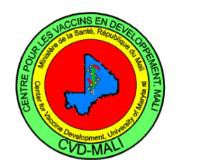 CENTRE POUR LES VACCINS EN DEVELOPPEMENT, MALI
Ministère de la Santé, République du Mali
Center for Vaccine Development, University of Maryland
CVD-MALI